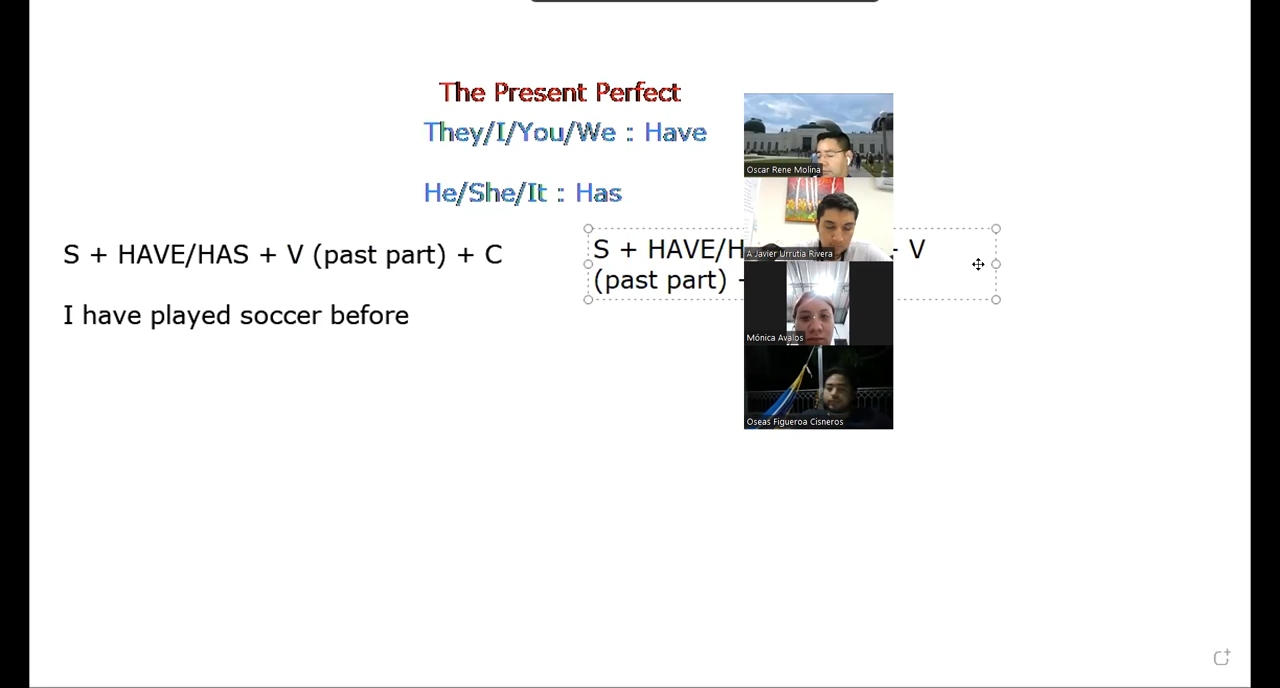 The Present Perfect
They/I/You/We : Have
He/She/It : Has
S + HAVE/HAS + V (past part) + C
I have played soccer before
S + HAVE/H + V
(past part) +
Oscar Rene Molina
A Javier Urrutia Rivera
Mónica Avalos
Oseas Figueroa Cisneros